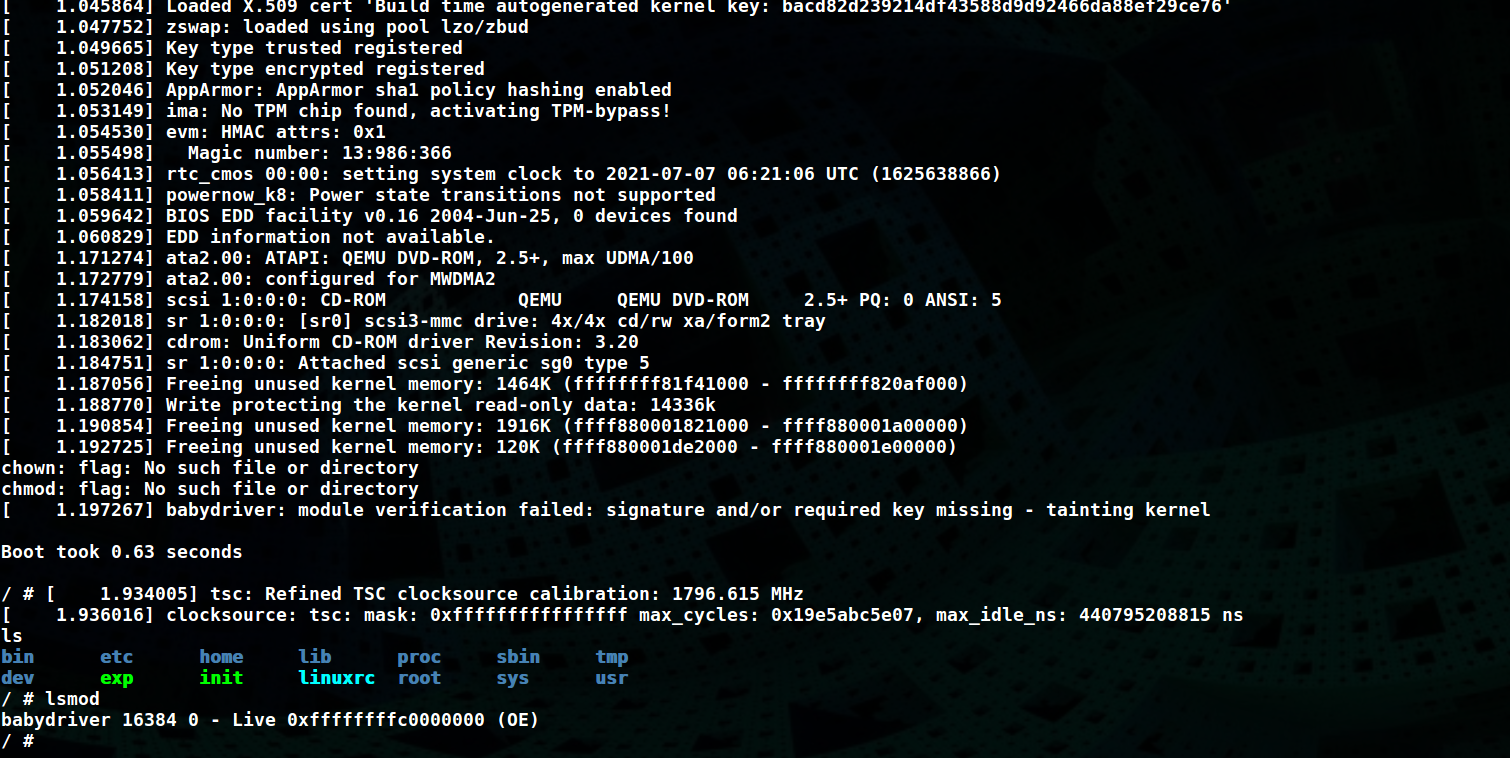 [    1.045864] Loaded X.509 cert 'Build time autogenerated kernel key: bacd82d239214df43588d9d92466da88ef29ce76'
[    1.047752] zswap: loaded using pool lzo/zbud
[    1.049665] Key type trusted registered
[    1.051208] Key type encrypted registered
[    1.052046] AppArmor: AppArmor sha1 policy hashing enabled
[    1.053149] ima: No TPM chip found, activating TPM-bypass!
[    1.054530] evm: HMAC attrs: 0x1
[    1.055498]   Magic number: 13:986:366
[    1.056413] rtc_cmos 00:00: setting system clock to 2021-07-07 06:21:06 UTC (1625638866)
[    1.058411] powernow_k8: Power state transitions not supported
[    1.059642] BIOS EDD facility v0.16 2004-Jun-25, 0 devices found
[    1.060829] EDD information not available.
[    1.171274] ata2.00: ATAPI: QEMU DVD-ROM, 2.5+, max UDMA/100
[    1.172779] ata2.00: configured for MWDMA2
[    1.174158] scsi 1:0:0:0: CD-ROM            QEMU     QEMU DVD-ROM     2.5+ PQ: 0 ANSI: 5
[    1.182018] sr 1:0:0:0: [sr0] scsi3-mmc drive: 4x/4x cd/rw xa/form2 tray
[    1.183062] cdrom: Uniform CD-ROM driver Revision: 3.20
[    1.184751] sr 1:0:0:0: Attached scsi generic sg0 type 5
[    1.187056] Freeing unused kernel memory: 1464K (ffffffff81f41000 - ffffffff820af000)
[    1.188770] Write protecting the kernel read-only data: 14336k
[    1.190854] Freeing unused kernel memory: 1916K (ffff880001821000 - ffff880001a00000)
[    1.192725] Freeing unused kernel memory: 120K (ffff880001de2000 - ffff880001e00000)
chown: flag: No such file or directory
chmod: flag: No such file or directory
[    1.197267] babydriver: module verification failed: signature and/or required key missing - tainting kernel
Boot took 0.63 seconds
/ # [    1.934005] tsc: Refined TSC clocksource calibration: 1796.615 MHz
[    1.936016] clocksource: tsc: mask: 0xffffffffffffffff max_cycles: 0x19e5abc5e07, max_idle_ns: 440795208815 ns
ls
bin      etc      home     lib      proc     sbin     tmp
dev      exp      init     linuxrc  root     sys      usr
/ # lsmod
babydriver 16384 0 - Live 0xffffffffc0000000 (OE)
/ #